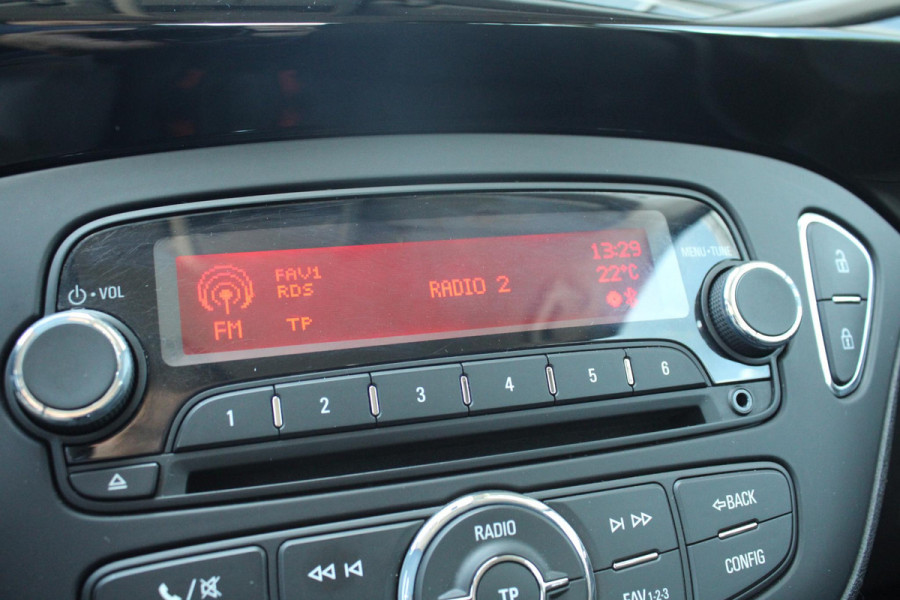 13:29
FAV1
22°C
RDS
RADIO 2
FM
TP
VOL
MENU•TUNE
1
2
3
4
5
6
RADIO
BACK
CONFIG
TP
FAV 1-2-3